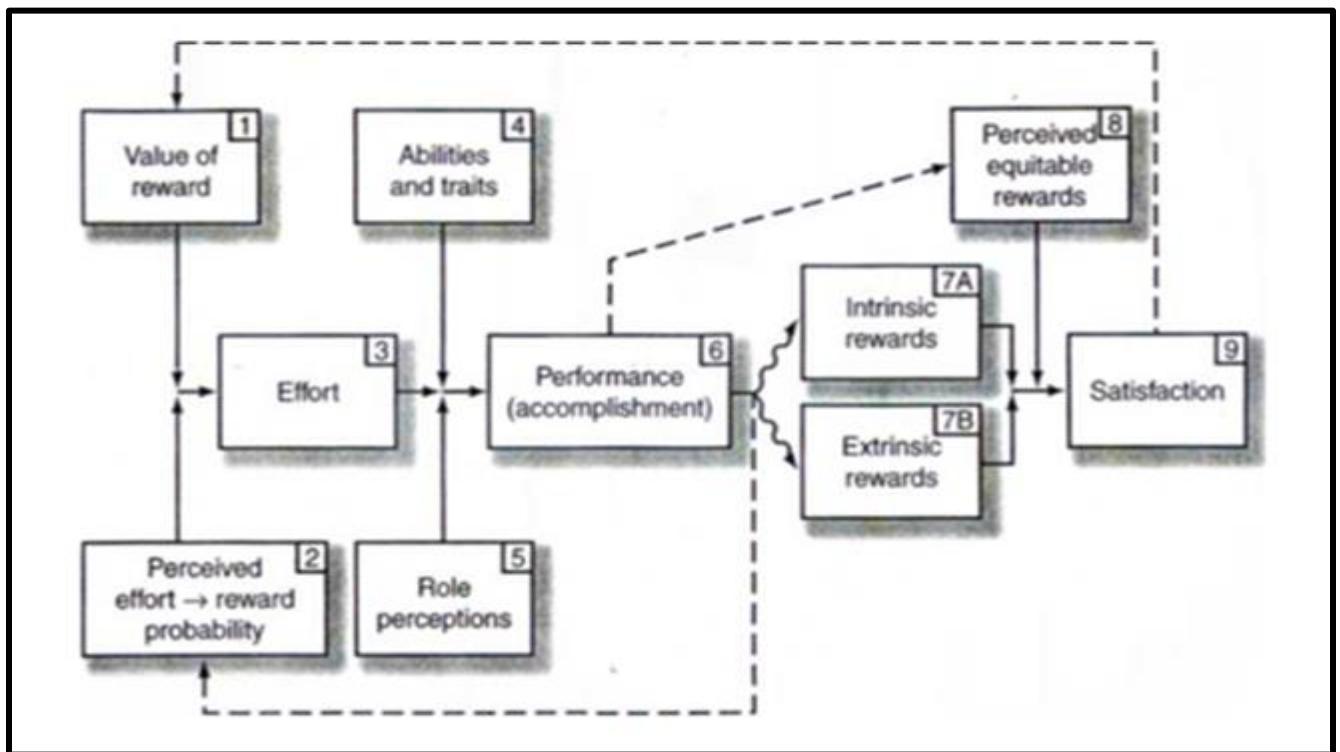 1
Value of
reward
4
Abilities
and traits
8
Perceived
equitable
rewards
7A
Intrinsic
rewards
3
Effort
6
Performance
(accomplishment)
9
Satisfaction
7B
Extrinsic
rewards
2
Perceived
effort → reward
probability
5
Role
perceptions